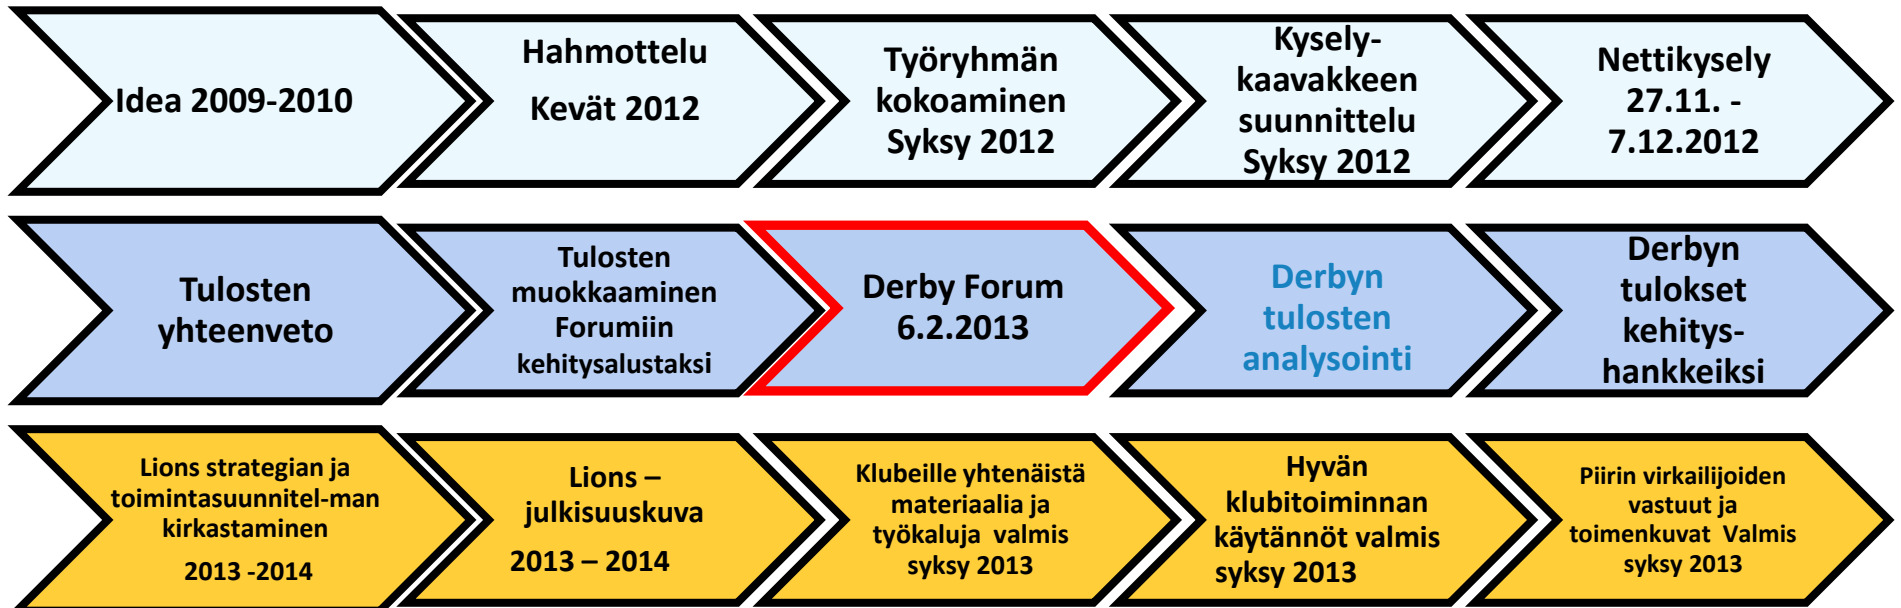 Idea 2009-2010
Hahmottelu
Kevät 2012
Työryhmän
kokoaminen
Syksy 2012
Kysely-
kaavakkeen
suunnittelu
Syksy 2012
Nettikysely
27.11. -
7.12.2012
Tulosten
yhteenveto
Tulosten
muokkaaminen
Forumiin
kehitysalustaksi
Derby Forum
6.2.2013
Derbyn
tulosten
analysointi
Derbyn
tulokset
kehitys-
hankkeiksi
Lions strategian ja
toimintasuunnitel-man
kirkastaminen
2013 -2014
Lions –
julkisuuskuva
2013 – 2014
Klubeille yhtenäistä
materiaalia ja
työkaluja  valmis
syksy 2013
Hyvän
klubitoiminnan
käytännöt valmis
syksy 2013
Piirin virkailijoiden
vastuut ja
toimenkuvat  Valmis
syksy 2013